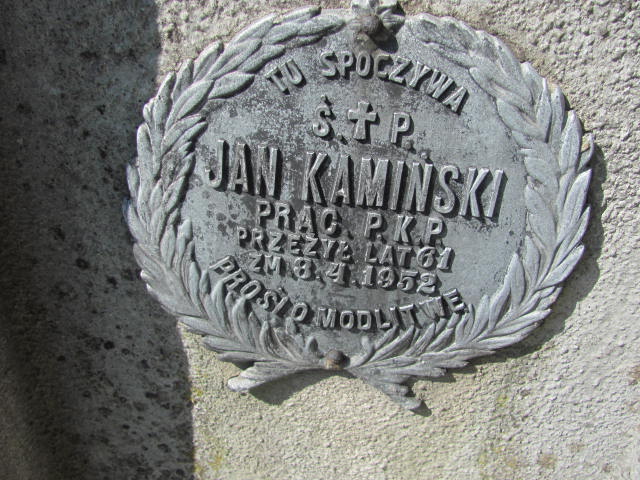 TU SPOCZYWA
Ś.✝P.
JAN KAMIŃSKI
PRAC. P.K.P.
PRZEŻYŁ LAT 61
ZM 8.4.1952
PROSI O MODLITWĘ